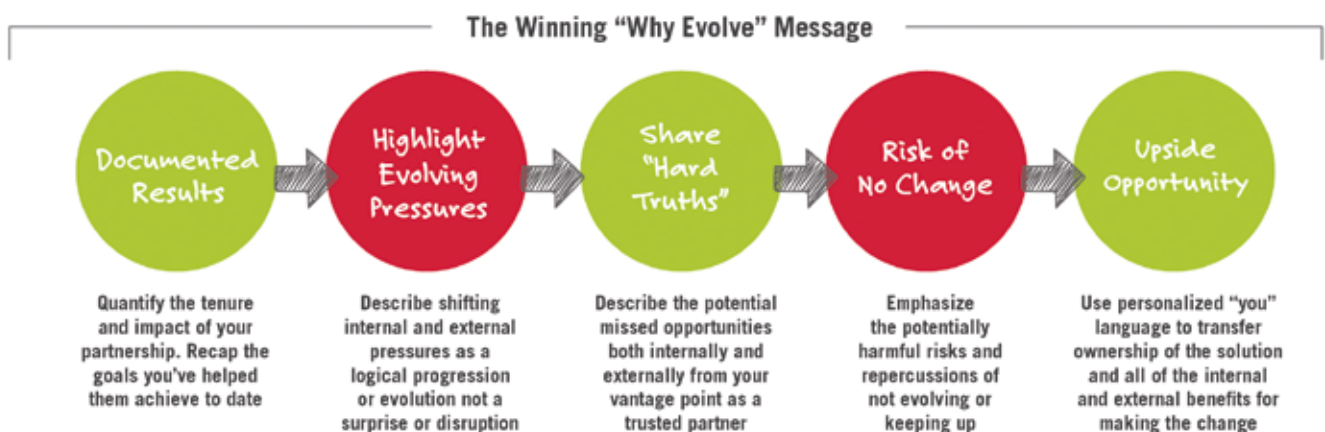 The Winning “Why Evolve” Message
Documented
Results
Highlight
Evolving
Pressures
Share
“Hard
Truths”
Risk of
No Change
Upside
Opportunity
Quantify the tenure
and impact of your
partnership. Recap the
goals you’ve helped
them achieve to date
Describe shifting
internal and external
pressures as a
logical progression
or evolution not a
surprise or disruption
Describe the potential
missed opportunities
both internally and
externally from your
vantage point as a
trusted partner
Emphasize
the potentially
harmful risks and
repercussions of
not evolving or
keeping up
Use personalized “you”
language to transfer
ownership of the solution
and all of the internal
and external benefits for
making the change